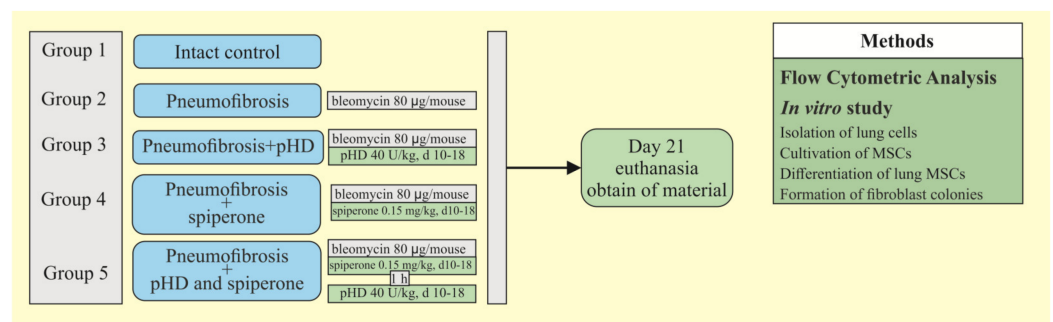 Group 1
Intact control
Group 2
Pneumofibrosis
bleomycin 80 µg/mouse
Group 3
Pneumofibrosis+pHD
bleomycin 80 µg/mouse
pHD 40 U/kg, d 10-18
Group 4
Pneumofibrosis
+
spiperone
bleomycin 80 µg/mouse
spiperone 0.15 mg/kg, d10-18
Group 5
Pneumofibrosis
+
pHD and spiperone
bleomycin 80 µg/mouse
spiperone 0.15 mg/kg, d10-18
1 h
pHD 40 U/kg, d 10-18
Day 21
euthanasia
obtain of material
Methods
Flow Cytometric Analysis
In vitro study
Isolation of lung cells
Cultivation of MSCs
Differentiation of lung MSCs
Formation of fibroblast colonies